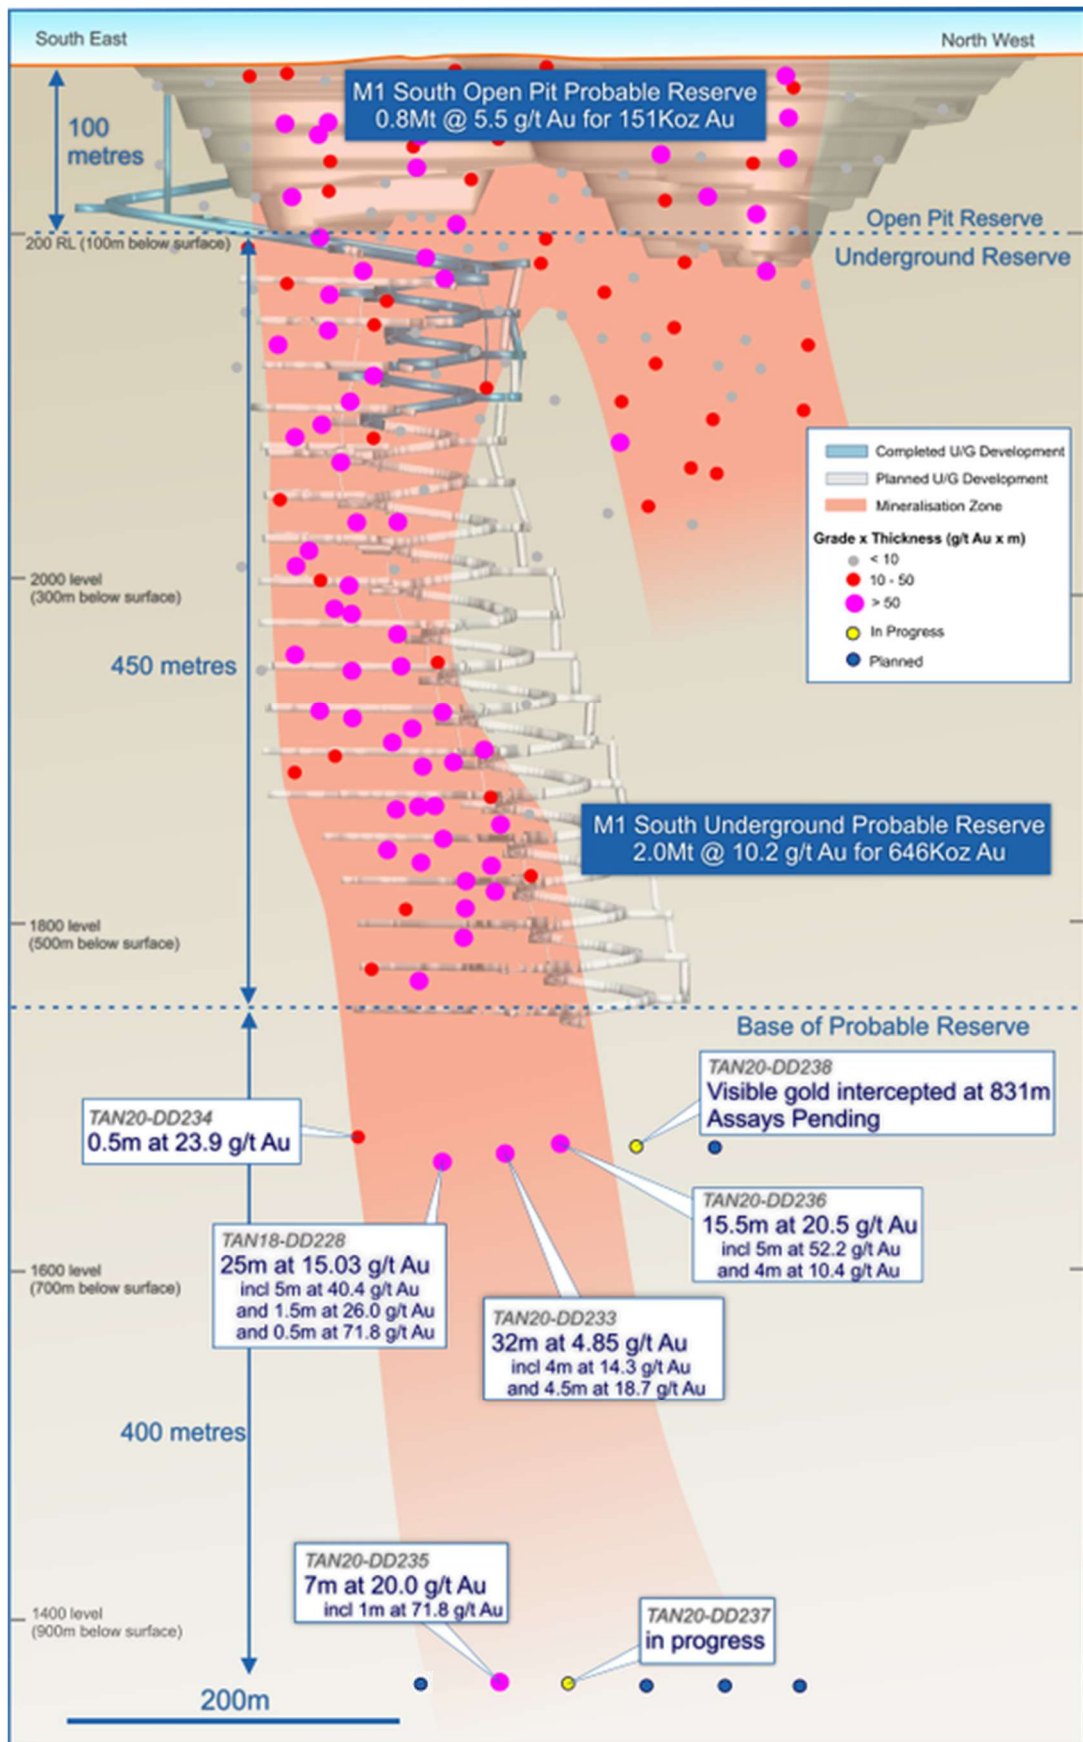 South East
North West
M1 South Open Pit Probable Reserve
0.8Mt @ 5.5 g/t Au for 151Koz Au
100
metres
Open Pit Reserve
200 RL (100m below surface)
Underground Reserve
Completed U/G Development
Planned U/G Development
Mineralisation Zone
Grade x Thickness (g/t Au x m)
< 10
10 - 50
> 50
In Progress
Planned
2000 level
(300m below surface)
450 metres
M1 South Underground Probable Reserve
2.0Mt @ 10.2 g/t Au for 646Koz Au
1800 level
(500m below surface)
Base of Probable Reserve
TAN20-DD238
Visible gold intercepted at 831m
Assays Pending
TAN20-DD234
0.5m at 23.9 g/t Au
TAN20-DD236
15.5m at 20.5 g/t Au
incl 5m at 52.2 g/t Au
and 4m at 10.4 g/t Au
TAN18-DD228
25m at 15.03 g/t Au
incl 5m at 40.4 g/t Au
and 1.5m at 26.0 g/t Au
and 0.5m at 71.8 g/t Au
1600 level
(700m below surface)
TAN20-DD233
32m at 4.85 g/t Au
incl 4m at 14.3 g/t Au
and 4.5m at 18.7 g/t Au
400 metres
TAN20-DD235
7m at 20.0 g/t Au
incl 1m at 71.8 g/t Au
1400 level
(900m below surface)
TAN20-DD237
in progress
200m